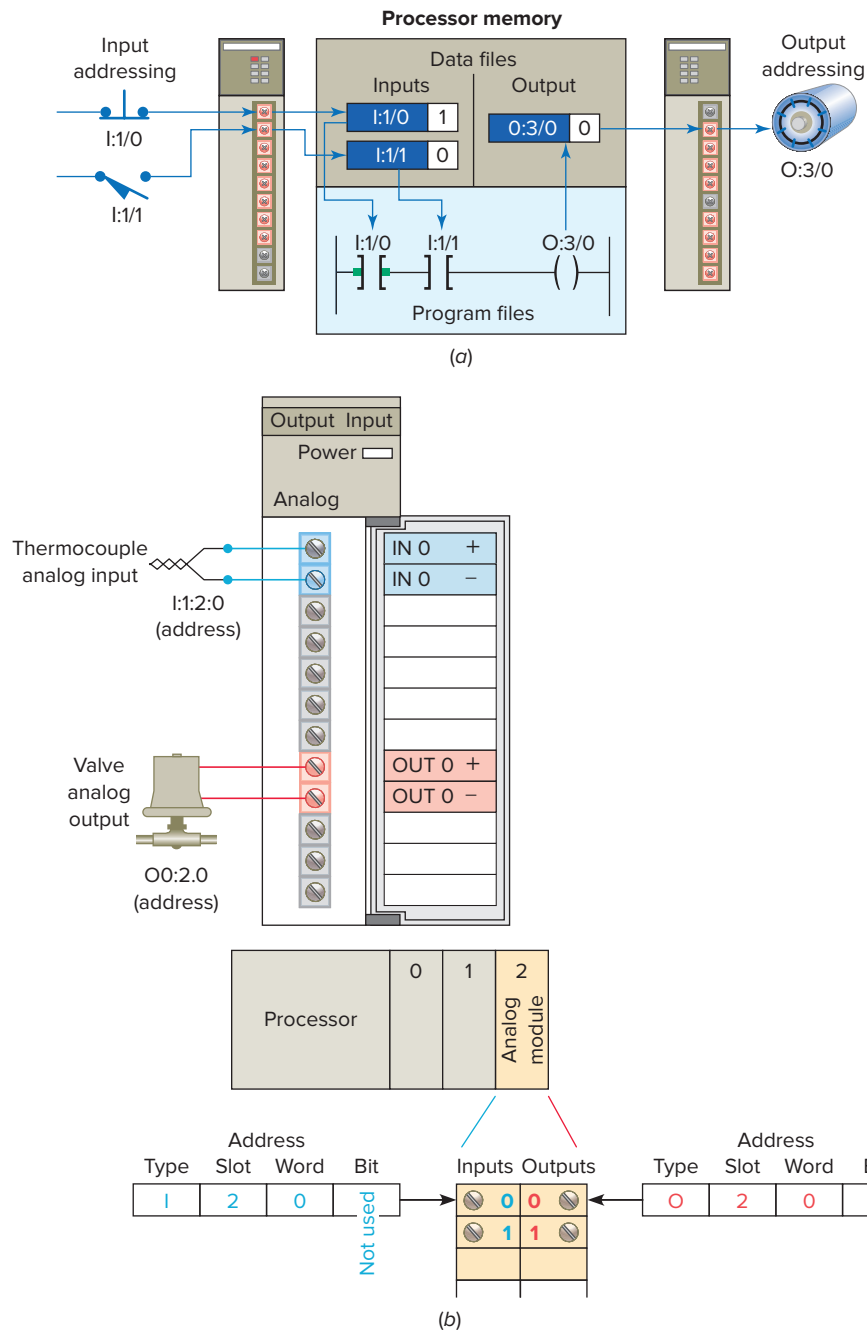 Processor memory
Input
addressing
I:1/0
I:1/1
Data files
Inputs
Output
I:1/0 1
I:1/1 0
0:3/0 0
I:1/0 I:1/1 O:3/0
Program files
Output
addressing
O:3/0
(a)
Output Input
Power
Analog
Thermocouple
analog input
I:1:2:0
(address)
IN 0 +
IN 0 −
Valve
analog
output
O0:2.0
(address)
OUT 0 +
OUT 0 −
Processor
0 1 2
Analog
module
Address
Type Slot Word Bit
I 2 0 Not used
Inputs Outputs
0 0
1 1
Address
Type Slot Word
O 2 0
(b)